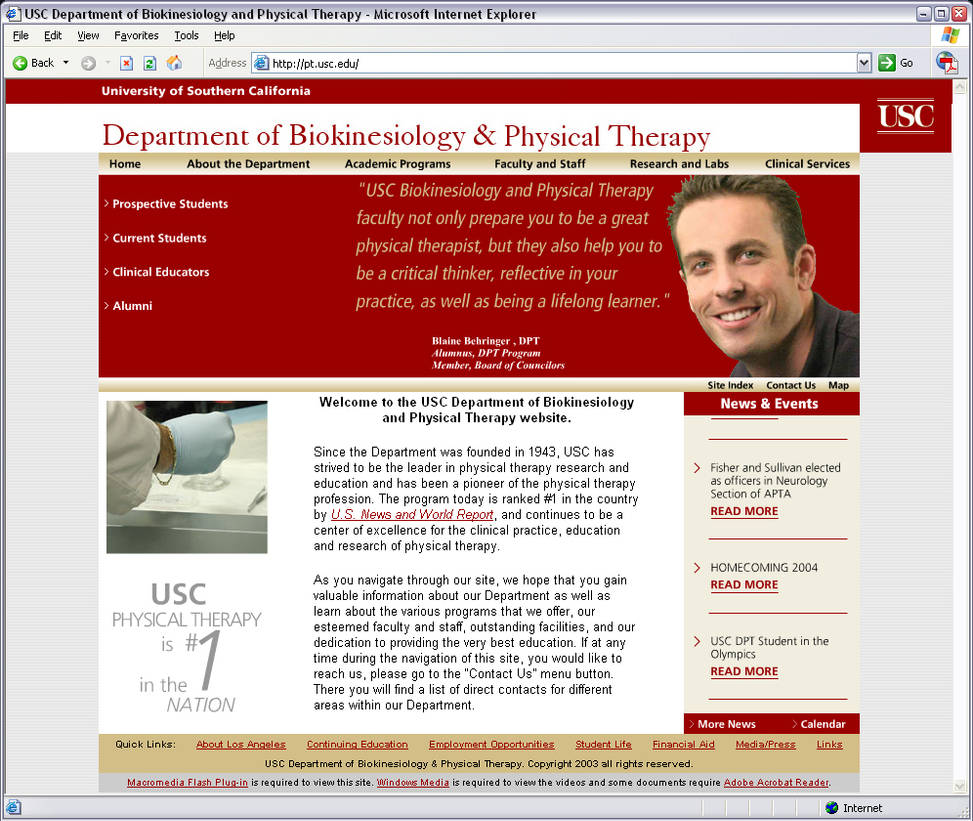 USC Department of Biokinesiology and Physical Therapy - Microsoft Internet Explorer
File Edit View Favorites Tools Help
Back Address http://pt.usc.edu/ Go
University of Southern California
USC
Department of Biokinesiology & Physical Therapy
Home About the Department Academic Programs Faculty and Staff Research and Labs Clinical Services
> Prospective Students
> Current Students
> Clinical Educators
> Alumni
"USC Biokinesiology and Physical Therapy
faculty not only prepare you to be a great
physical therapist, but they also help you to
be a critical thinker, reflective in your
practice, as well as being a lifelong learner."
Blaine Behringer , DPT
Alumnus, DPT Program
Member, Board of Councilors
Site Index Contact Us Map
Welcome to the USC Department of Biokinesiology
and Physical Therapy website.
Since the Department was founded in 1943, USC has
strived to be the leader in physical therapy research and
education and has been a pioneer of the physical therapy
profession. The program today is ranked #1 in the country
by U.S. News and World Report, and continues to be a
center of excellence for the clinical practice, education
and research of physical therapy.
As you navigate through our site, we hope that you gain
valuable information about our Department as well as
learn about the various programs that we offer, our
esteemed faculty and staff, outstanding facilities, and our
dedication to providing the very best education. If at any
time during the navigation of this site, you would like to
reach us, please go to the "Contact Us" menu button.
There you will find a list of direct contacts for different
areas within our Department.
USC
PHYSICAL THERAPY
is #1
in the
NATION
News & Events
> Fisher and Sullivan elected
as officers in Neurology
Section of APTA
READ MORE
> HOMECOMING 2004
READ MORE
> USC DPT Student in the
Olympics
READ MORE
> More News > Calendar
Quick Links: About Los Angeles Continuing Education Employment Opportunities Student Life Financial Aid Media/Press Links
USC Department of Biokinesiology & Physical Therapy. Copyright 2003 all rights reserved.
Macromedia Flash Plug-in is required to view this site. Windows Media is required to view the videos and some documents require Adobe Acrobat Reader.
Internet